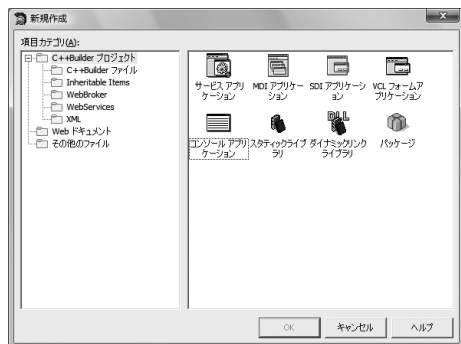 新規作成
項目カテゴリ(A):
C++Builder プロジェクト
C++Builder ファイル
Inheritable Items
WebBroker
WebServices
XML
Web ドキュメント
その他のファイル
サービス アプリ
ケーション
MDI アプリケー
ション
SDI アプリケーシ
ョン
VCL フォームア
プリケーション
コンソール アプリ
ケーション
スタティックライブ
ラリ
DLL
ダイナミックリンク
ライブラリ
パッケージ
OK
キャンセル
ヘルプ